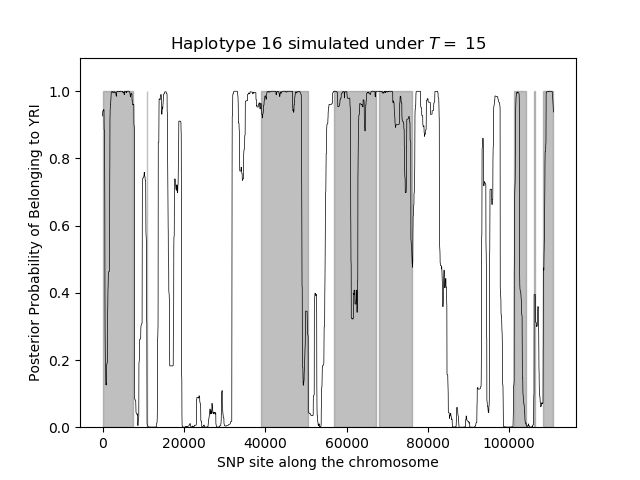 Haplotype 16 simulated under T = 15
Posterior Probability of Belonging to YRI
1.0
0.8
0.6
0.4
0.2
0.0
0 20000 40000 60000 80000 100000
SNP site along the chromosome